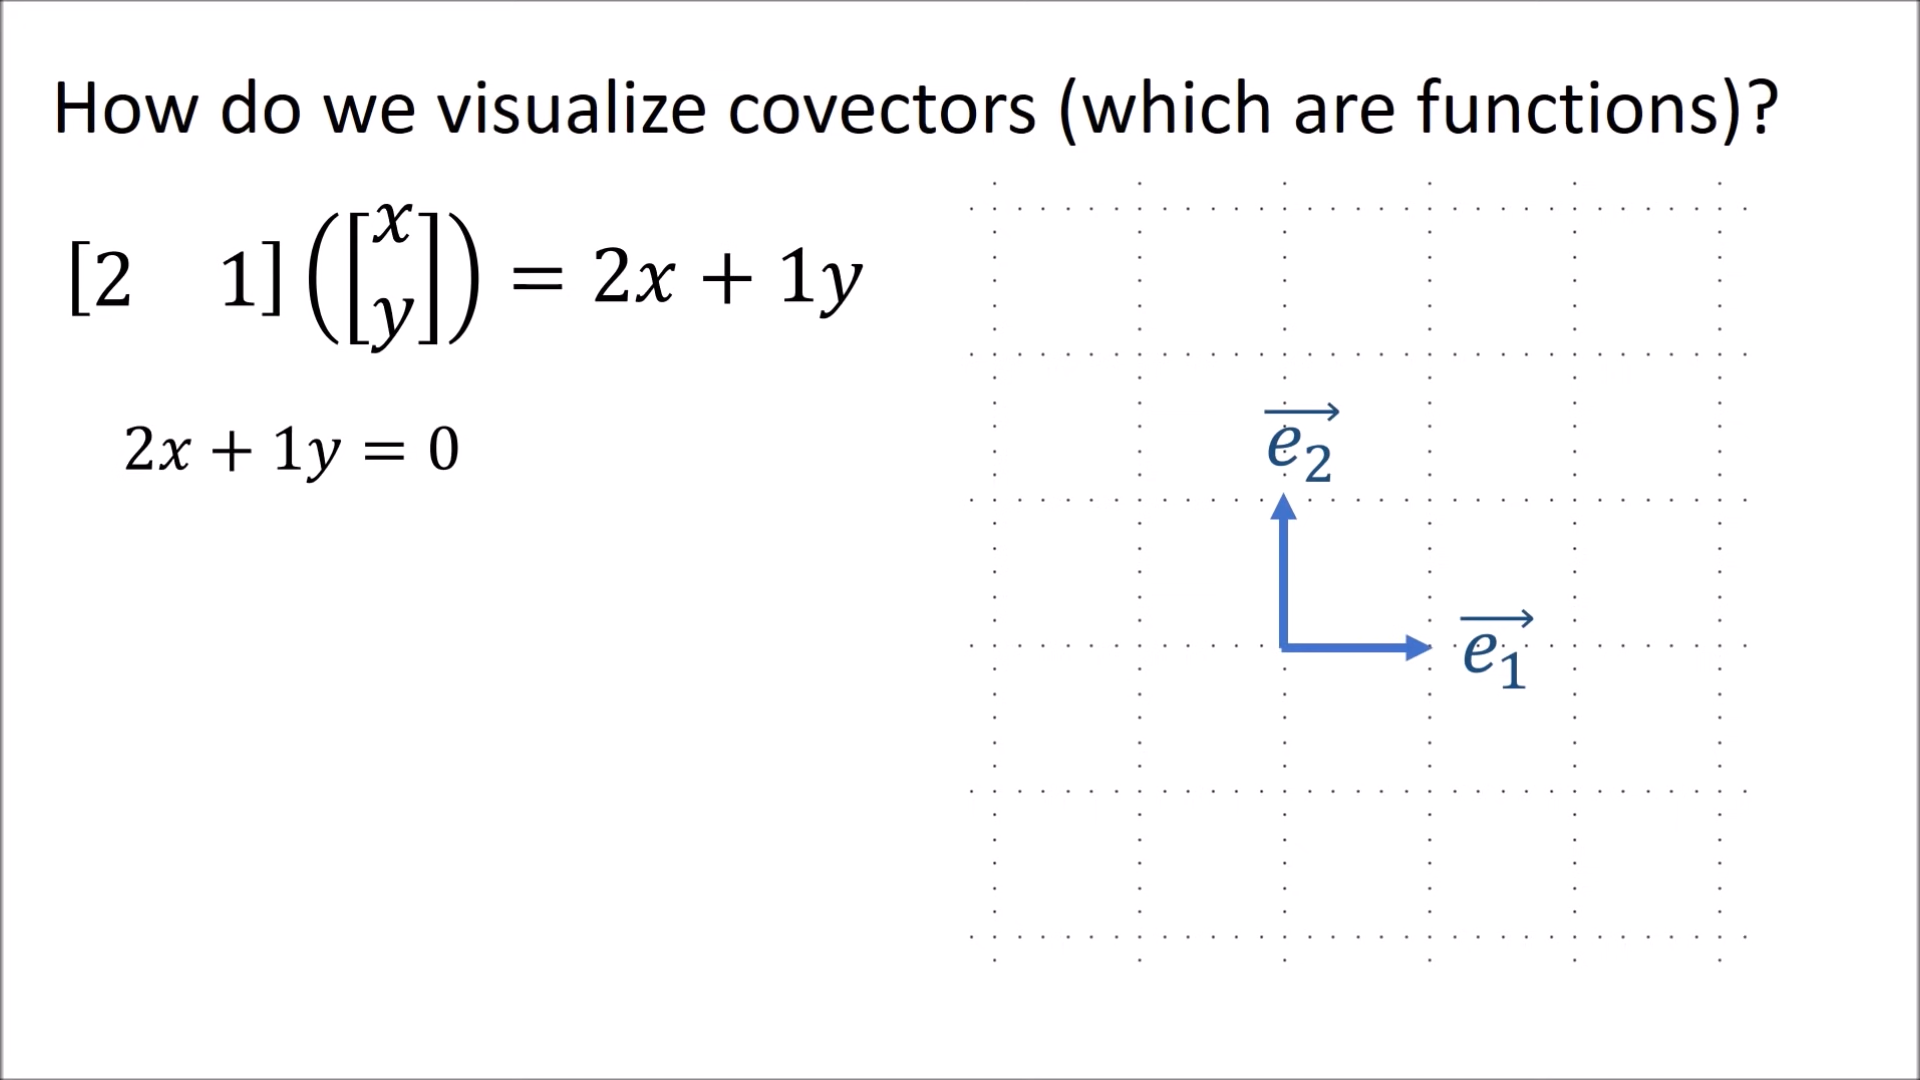 How do we visualize covectors (which are functions)?
[2 1]([x y]) = 2x + 1y
2x + 1y = 0
e₂
e₁